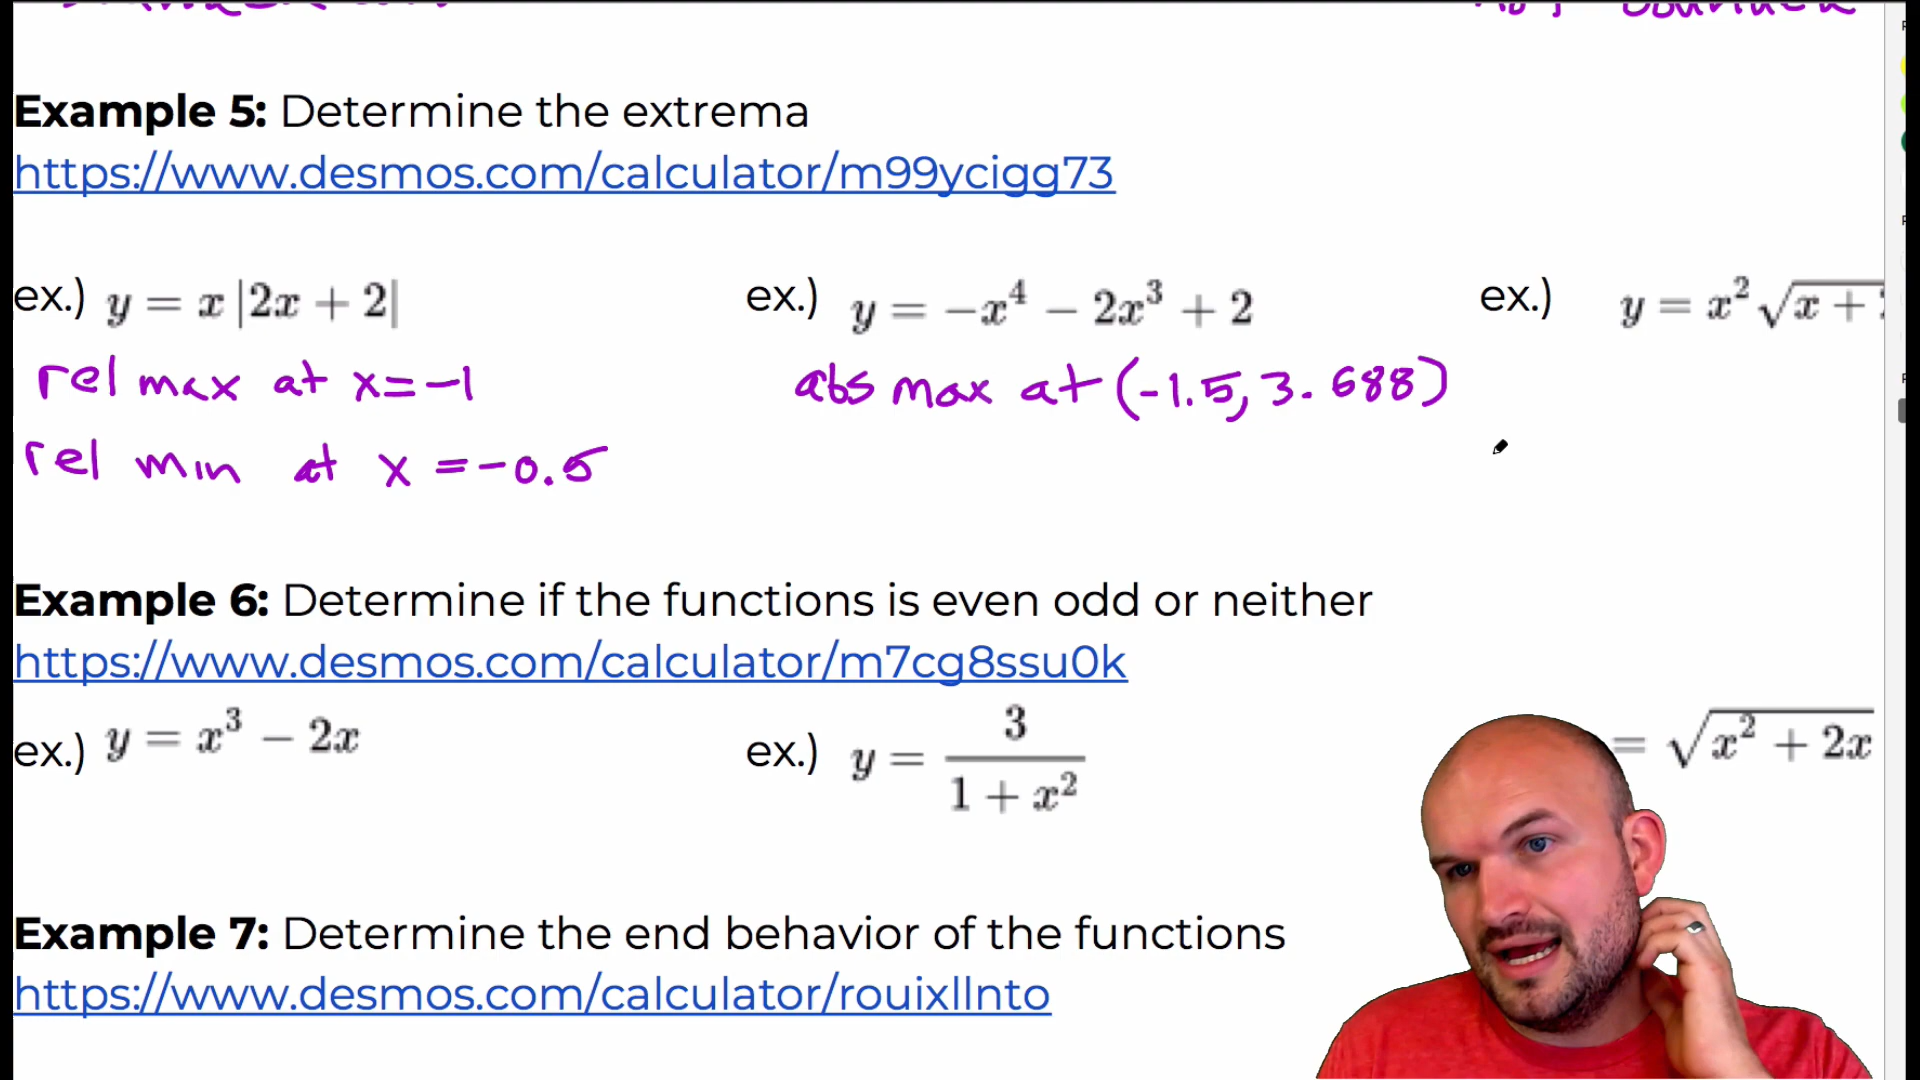 Example 5: Determine the extrema
https://www.desmos.com/calculator/m99ycigg73
ex.) y = x |2x + 2|
ex.) y = -x⁴ - 2x³ + 2
ex.) y = x²√x +
rel max at x=-1
abs max at (-1.5, 3.688)
rel min at x =-0.5
Example 6: Determine if the functions is even odd or neither
https://www.desmos.com/calculator/m7cg8ssu0k
ex.) y = x³ - 2x
ex.) y = 3/(1 + x²)
= √x² + 2x
Example 7: Determine the end behavior of the functions
https://www.desmos.com/calculator/rouixllnto